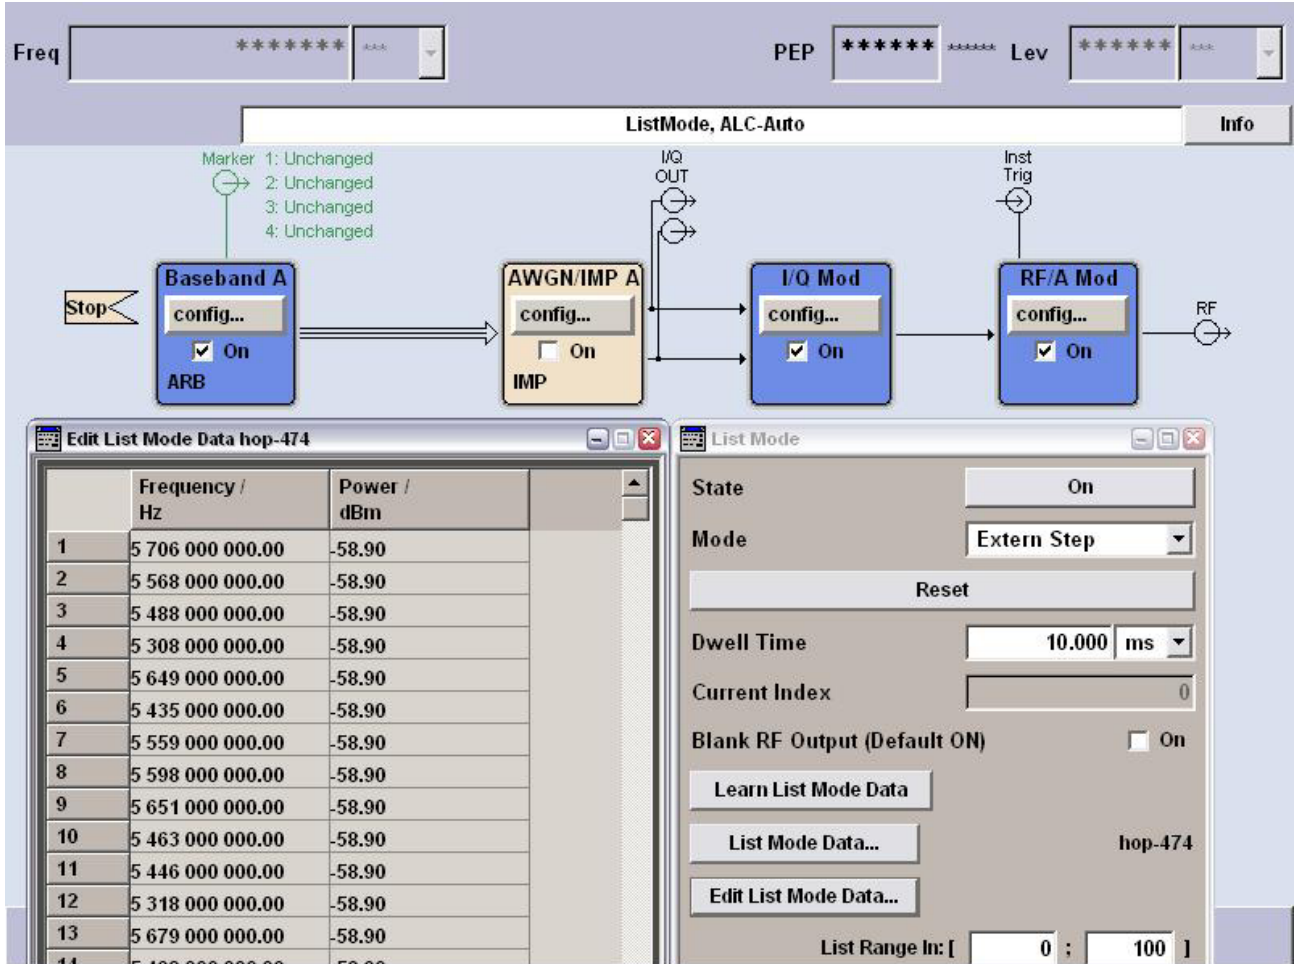 Freq ******* *** PEP ****** ****** Lev ****** ***
ListMode, ALC-Auto Info
Marker 1: Unchanged
2: Unchanged
3: Unchanged
4: Unchanged
I/Q
OUT
Inst
Trig
Stop
Baseband A
config...
On
ARB
AWGN/IMP A
config...
On
IMP
I/Q Mod
config...
On
RF/A Mod
config...
On
RF
Edit List Mode Data hop-474
Frequency / Power /
Hz dBm
1 5 706 000 000.00 -58.90
2 5 568 000 000.00 -58.90
3 5 488 000 000.00 -58.90
4 5 308 000 000.00 -58.90
5 5 649 000 000.00 -58.90
6 5 435 000 000.00 -58.90
7 5 559 000 000.00 -58.90
8 5 598 000 000.00 -58.90
9 5 651 000 000.00 -58.90
10 5 463 000 000.00 -58.90
11 5 446 000 000.00 -58.90
12 5 318 000 000.00 -58.90
13 5 679 000 000.00 -58.90
List Mode
State On
Mode Extern Step
Reset
Dwell Time 10.000 ms
Current Index 0
Blank RF Output (Default ON) On
Learn List Mode Data
List Mode Data... hop-474
Edit List Mode Data...
List Range In: [ 0 ; 100 ]